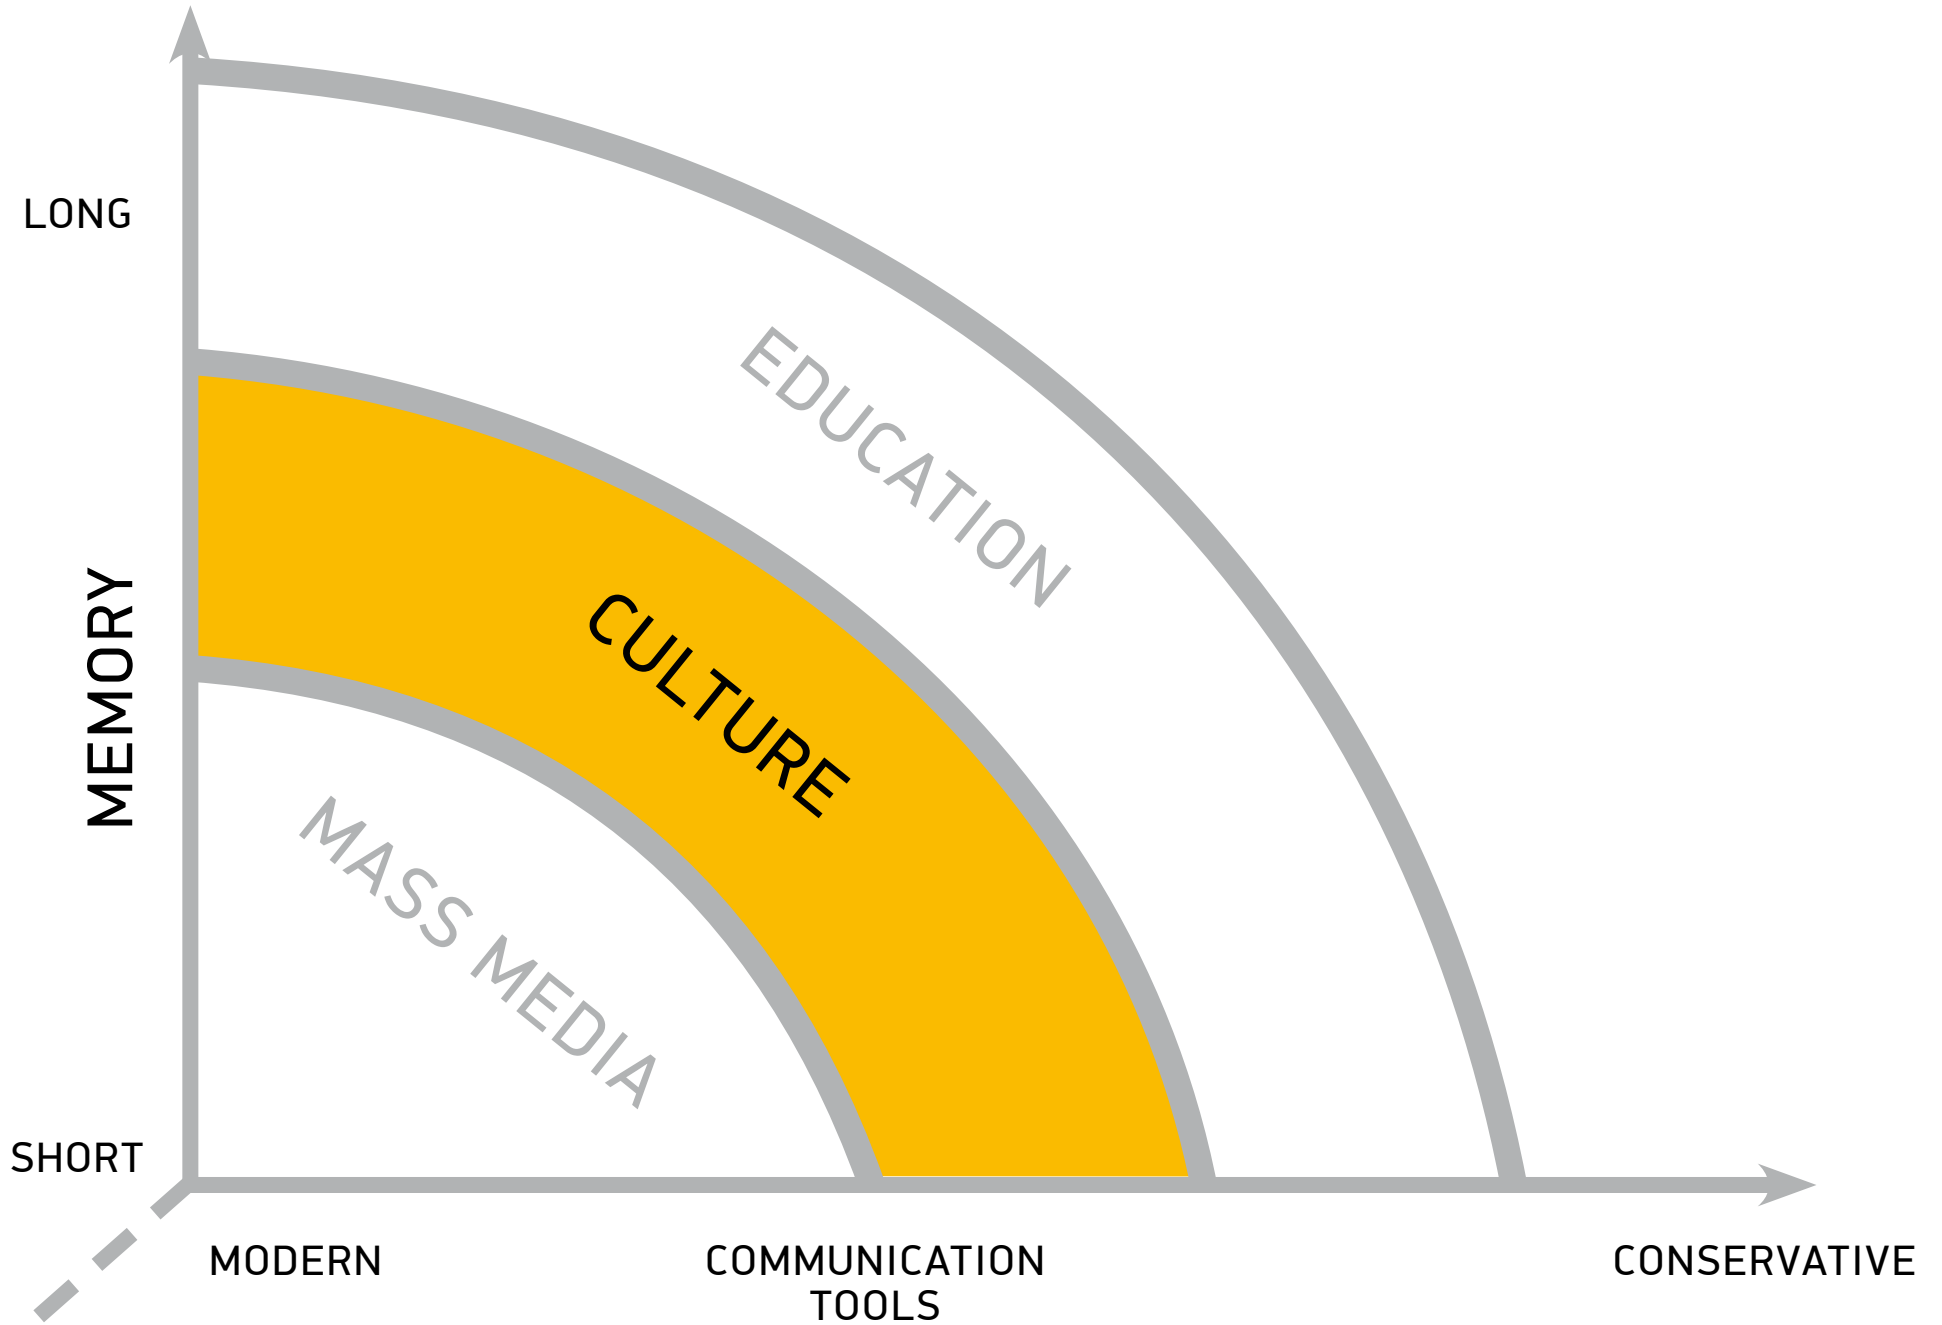 LONG
EDUCATION
CULTURE
MEMORY
MASS MEDIA
SHORT
MODERN
COMMUNICATION
TOOLS
CONSERVATIVE